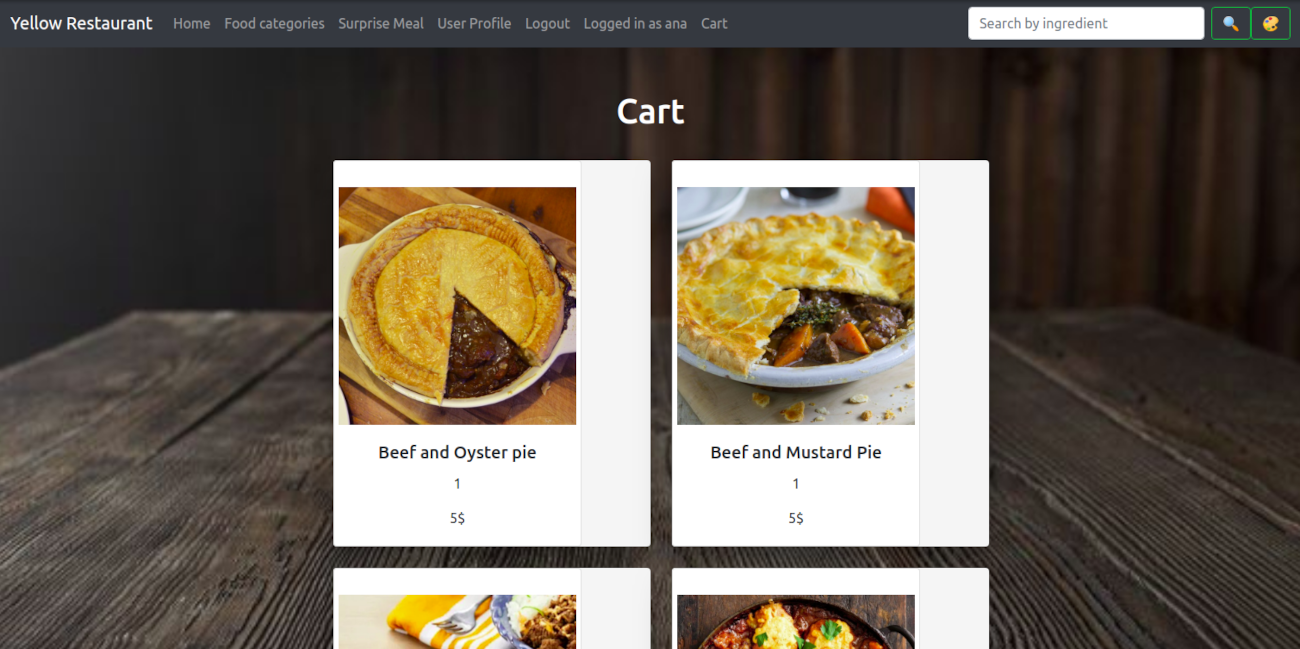 Yellow Restaurant Home Food categories Surprise Meal User Profile Logout Logged in as ana Cart Search by ingredient
Cart
Beef and Oyster pie
1
5$
Beef and Mustard Pie
1
5$